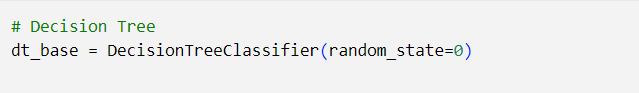 # Decision Tree
dt_base = DecisionTreeClassifier(random_state=0)